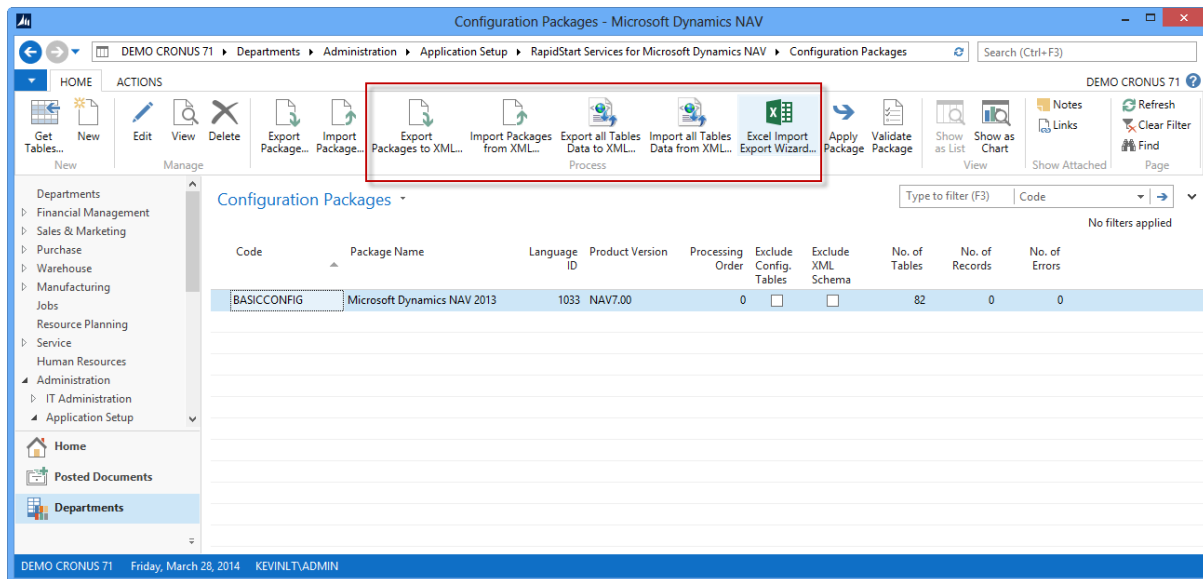 Configuration Packages - Microsoft Dynamics NAV
DEMO CRONUS 71 Departments Administration Application Setup RapidStart Services for Microsoft Dynamics NAV Configuration Packages Search (Ctrl+F3)
HOME ACTIONS DEMO CRONUS 71
Get Tables...
New
Edit
View
Delete
Export Package...
Import Package...
Export Packages to XML...
Import Packages from XML...
Export all Tables Data to XML...
Import all Tables Data from XML...
Excel Import Export Wizard...
Apply Package
Validate Package
Show as List
Show as Chart
Notes
Links
Refresh
Clear Filter
Find
New Manage Process View Show Attached Page
Departments
Financial Management
Sales & Marketing
Purchase
Warehouse
Manufacturing
Jobs
Resource Planning
Service
Human Resources
Administration
IT Administration
Application Setup
Home
Posted Documents
Departments
Configuration Packages
Type to filter (F3) Code
No filters applied
Code Package Name Language ID Product Version Processing Order Exclude Config. Tables Exclude XML Schema No. of Tables No. of Records No. of Errors
BASICCONFIG Microsoft Dynamics NAV 2013 1033 NAV7.00 0 82 0 0
DEMO CRONUS 71 Friday, March 28, 2014 KEVINLT\ADMIN